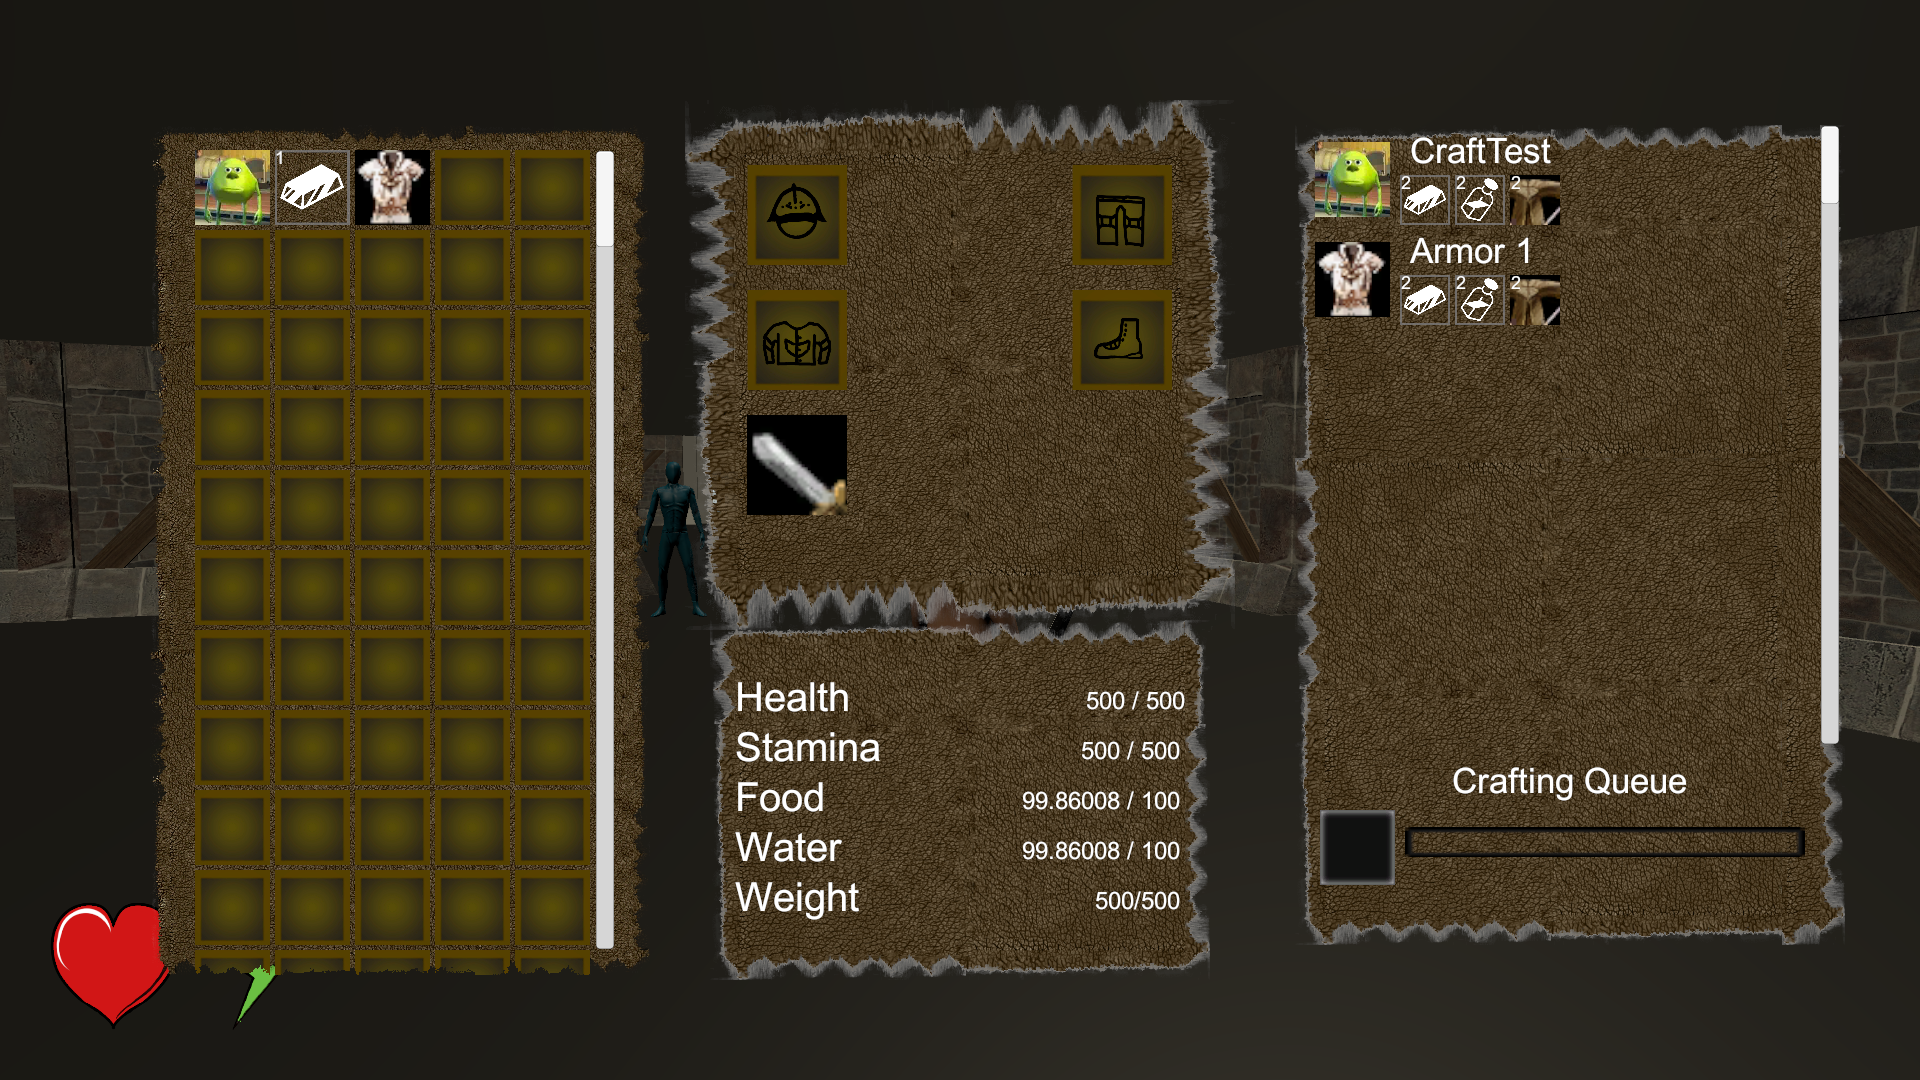 1
Health 500 / 500
Stamina 500 / 500
Food 99.86008 / 100
Water 99.86008 / 100
Weight 500/500
CraftTest
2 2 2
Armor 1
2 2 2
Crafting Queue